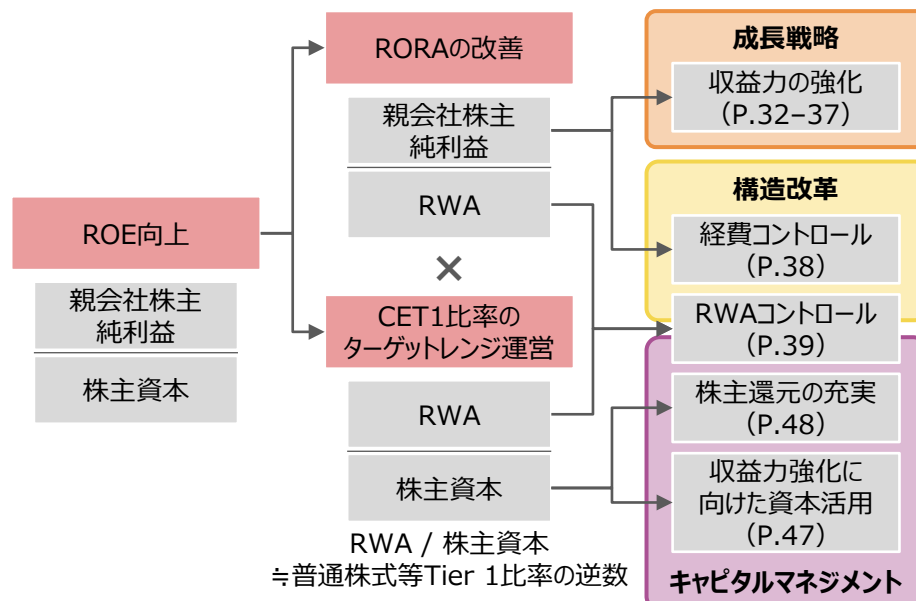 ROE向上
親会社株主
純利益
株主資本
RORAの改善
親会社株主
純利益
RWA
×
CET1比率の
ターゲットレンジ運営
RWA
株主資本
RWA / 株主資本
≒普通株式等Tier 1比率の逆数
成長戦略
収益力の強化
（P.32–37）
構造改革
経費コントロール
（P.38）
RWAコントロール
（P.39）
株主還元の充実
（P.48）
収益力強化に
向けた資本活用
（P.47）
キャピタルマネジメント